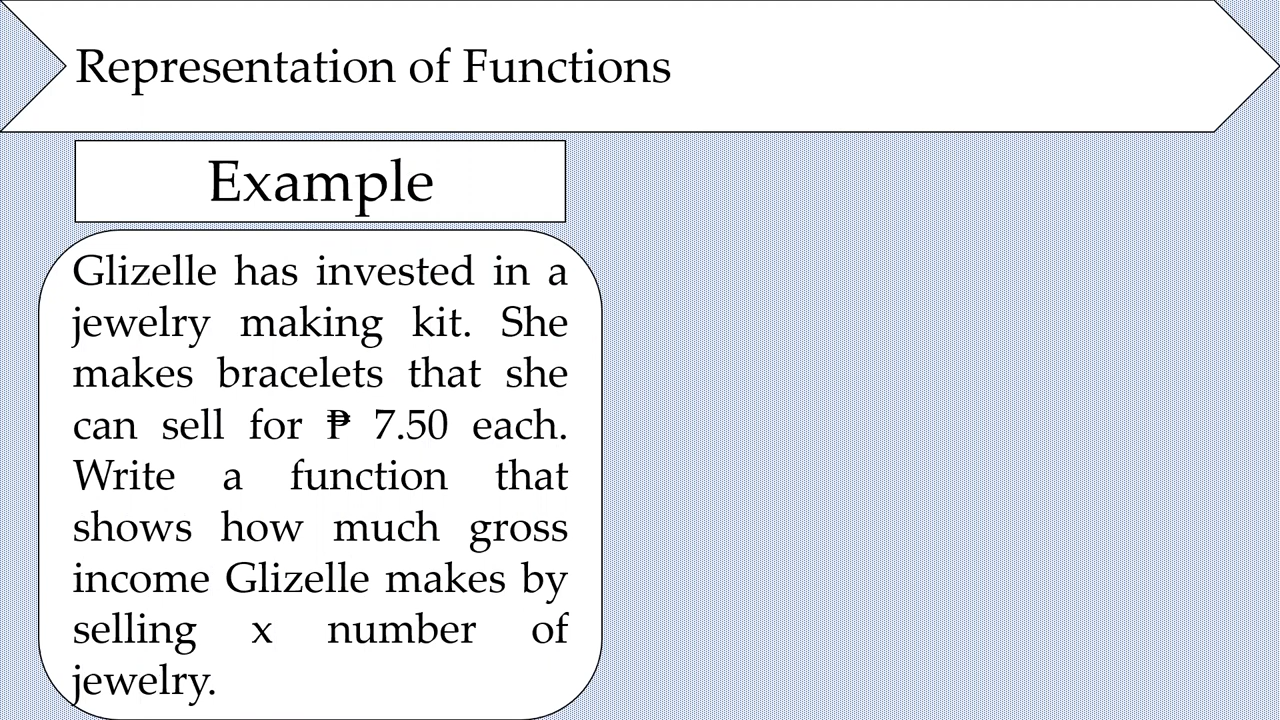 Representation of Functions
Example
Glizelle has invested in a
jewelry making kit. She
makes bracelets that she
can sell for ₱ 7.50 each.
Write a function that
shows how much gross
income Glizelle makes by
selling x number of
jewelry.